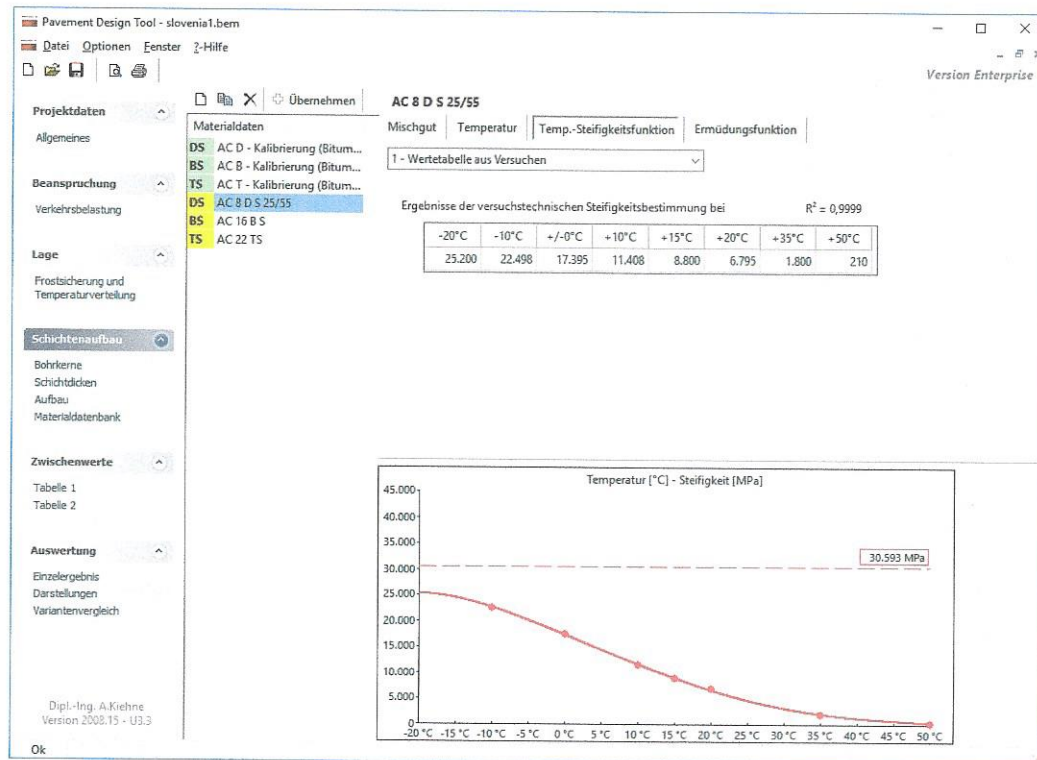 Pavement Design Tool - slovenia1.bem
Datei Optionen Fenster ?-Hilfe
Version Enterprise
Projektdaten
Allgemeines
Beanspruchung
Verkehrsbelastung
Lage
Frostsicherung und
Temperaturverteilung
Schichtenaufbau
Bohrkerne
Schichtdicken
Aufbau
Materialdatenbank
Zwischenwerte
Tabelle 1
Tabelle 2
Auswertung
Einzelergebnis
Darstellungen
Variantenvergleich
Dipl.-Ing. A.Kiehne
Version 2008.15 - U3.3
Ok
Übernehmen
Materialdaten
DS AC D - Kalibrierung (Bitum...
BS AC B - Kalibrierung (Bitum...
TS AC T - Kalibrierung (Bitum...
DS AC 8 D S 25/55
BS AC 16 B S
TS AC 22 TS
AC 8 D S 25/55
Mischgut Temperatur Temp.-Steifigkeitsfunktion Ermüdungsfunktion
1 - Wertetabelle aus Versuchen
Ergebnisse der versuchstechnischen Steifigkeitsbestimmung bei R² = 0,9999
-20°C -10°C +/-0°C +10°C +15°C +20°C +35°C +50°C
25.200 22.498 17.395 11.408 8.800 6.795 1.800 210
Temperatur [°C] - Steifigkeit [MPa]
45.000
40.000
35.000
30.000
25.000
20.000
15.000
10.000
5.000
0
30.593 MPa
-20 °C -15 °C -10 °C -5 °C 0 °C 5 °C 10 °C 15 °C 20 °C 25 °C 30 °C 35 °C 40 °C 45 °C 50 °C